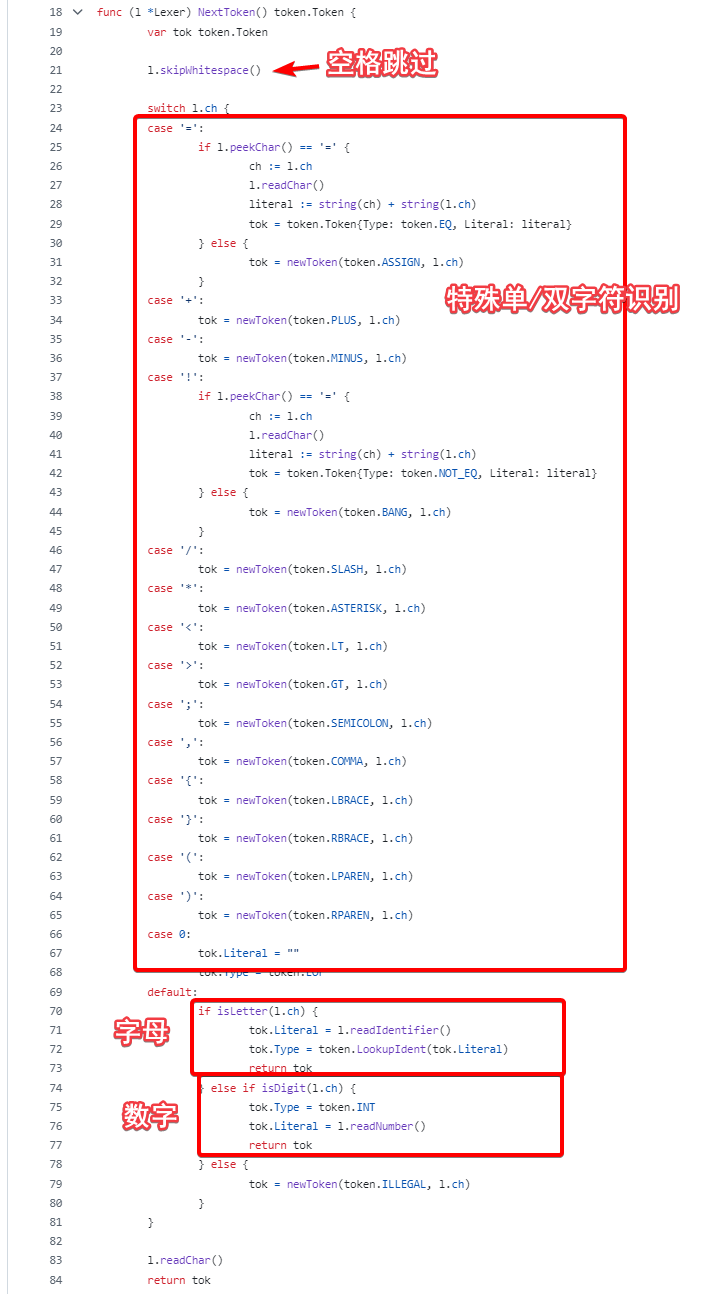 18 func (l *Lexer) NextToken() token.Token {
19 var tok token.Token
20
21 l.skipWhitespace() 空格跳过
22
23 switch l.ch {
24 case '=':
25 if l.peekChar() == '=' {
26 ch := l.ch
27 l.readChar()
28 literal := string(ch) + string(l.ch)
29 tok = token.Token{Type: token.EQ, Literal: literal}
30 } else {
31 tok = newToken(token.ASSIGN, l.ch)
32 }
33 case '+': 特殊单/双字符识别
34 tok = newToken(token.PLUS, l.ch)
35 case '-':
36 tok = newToken(token.MINUS, l.ch)
37 case '!':
38 if l.peekChar() == '=' {
39 ch := l.ch
40 l.readChar()
41 literal := string(ch) + string(l.ch)
42 tok = token.Token{Type: token.NOT_EQ, Literal: literal}
43 } else {
44 tok = newToken(token.BANG, l.ch)
45 }
46 case '/':
47 tok = newToken(token.SLASH, l.ch)
48 case '*':
49 tok = newToken(token.ASTERISK, l.ch)
50 case '<':
51 tok = newToken(token.LT, l.ch)
52 case '>':
53 tok = newToken(token.GT, l.ch)
54 case ';':
55 tok = newToken(token.SEMICOLON, l.ch)
56 case ',':
57 tok = newToken(token.COMMA, l.ch)
58 case '{':
59 tok = newToken(token.LBRACE, l.ch)
60 case '}':
61 tok = newToken(token.RBRACE, l.ch)
62 case '(':
63 tok = newToken(token.LPAREN, l.ch)
64 case ')':
65 tok = newToken(token.RPAREN, l.ch)
66 case 0:
67 tok.Literal = ""
68 tok.Type = token.EOF
69 default:
70 if isLetter(l.ch) {
71 字母 tok.Literal = l.readIdentifier()
72 tok.Type = token.LookupIdent(tok.Literal)
73 return tok
74 } else if isDigit(l.ch) {
75 数字 tok.Type = token.INT
76 tok.Literal = l.readNumber()
77 return tok
78 } else {
79 tok = newToken(token.ILLEGAL, l.ch)
80 }
81 }
82
83 l.readChar()
84 return tok